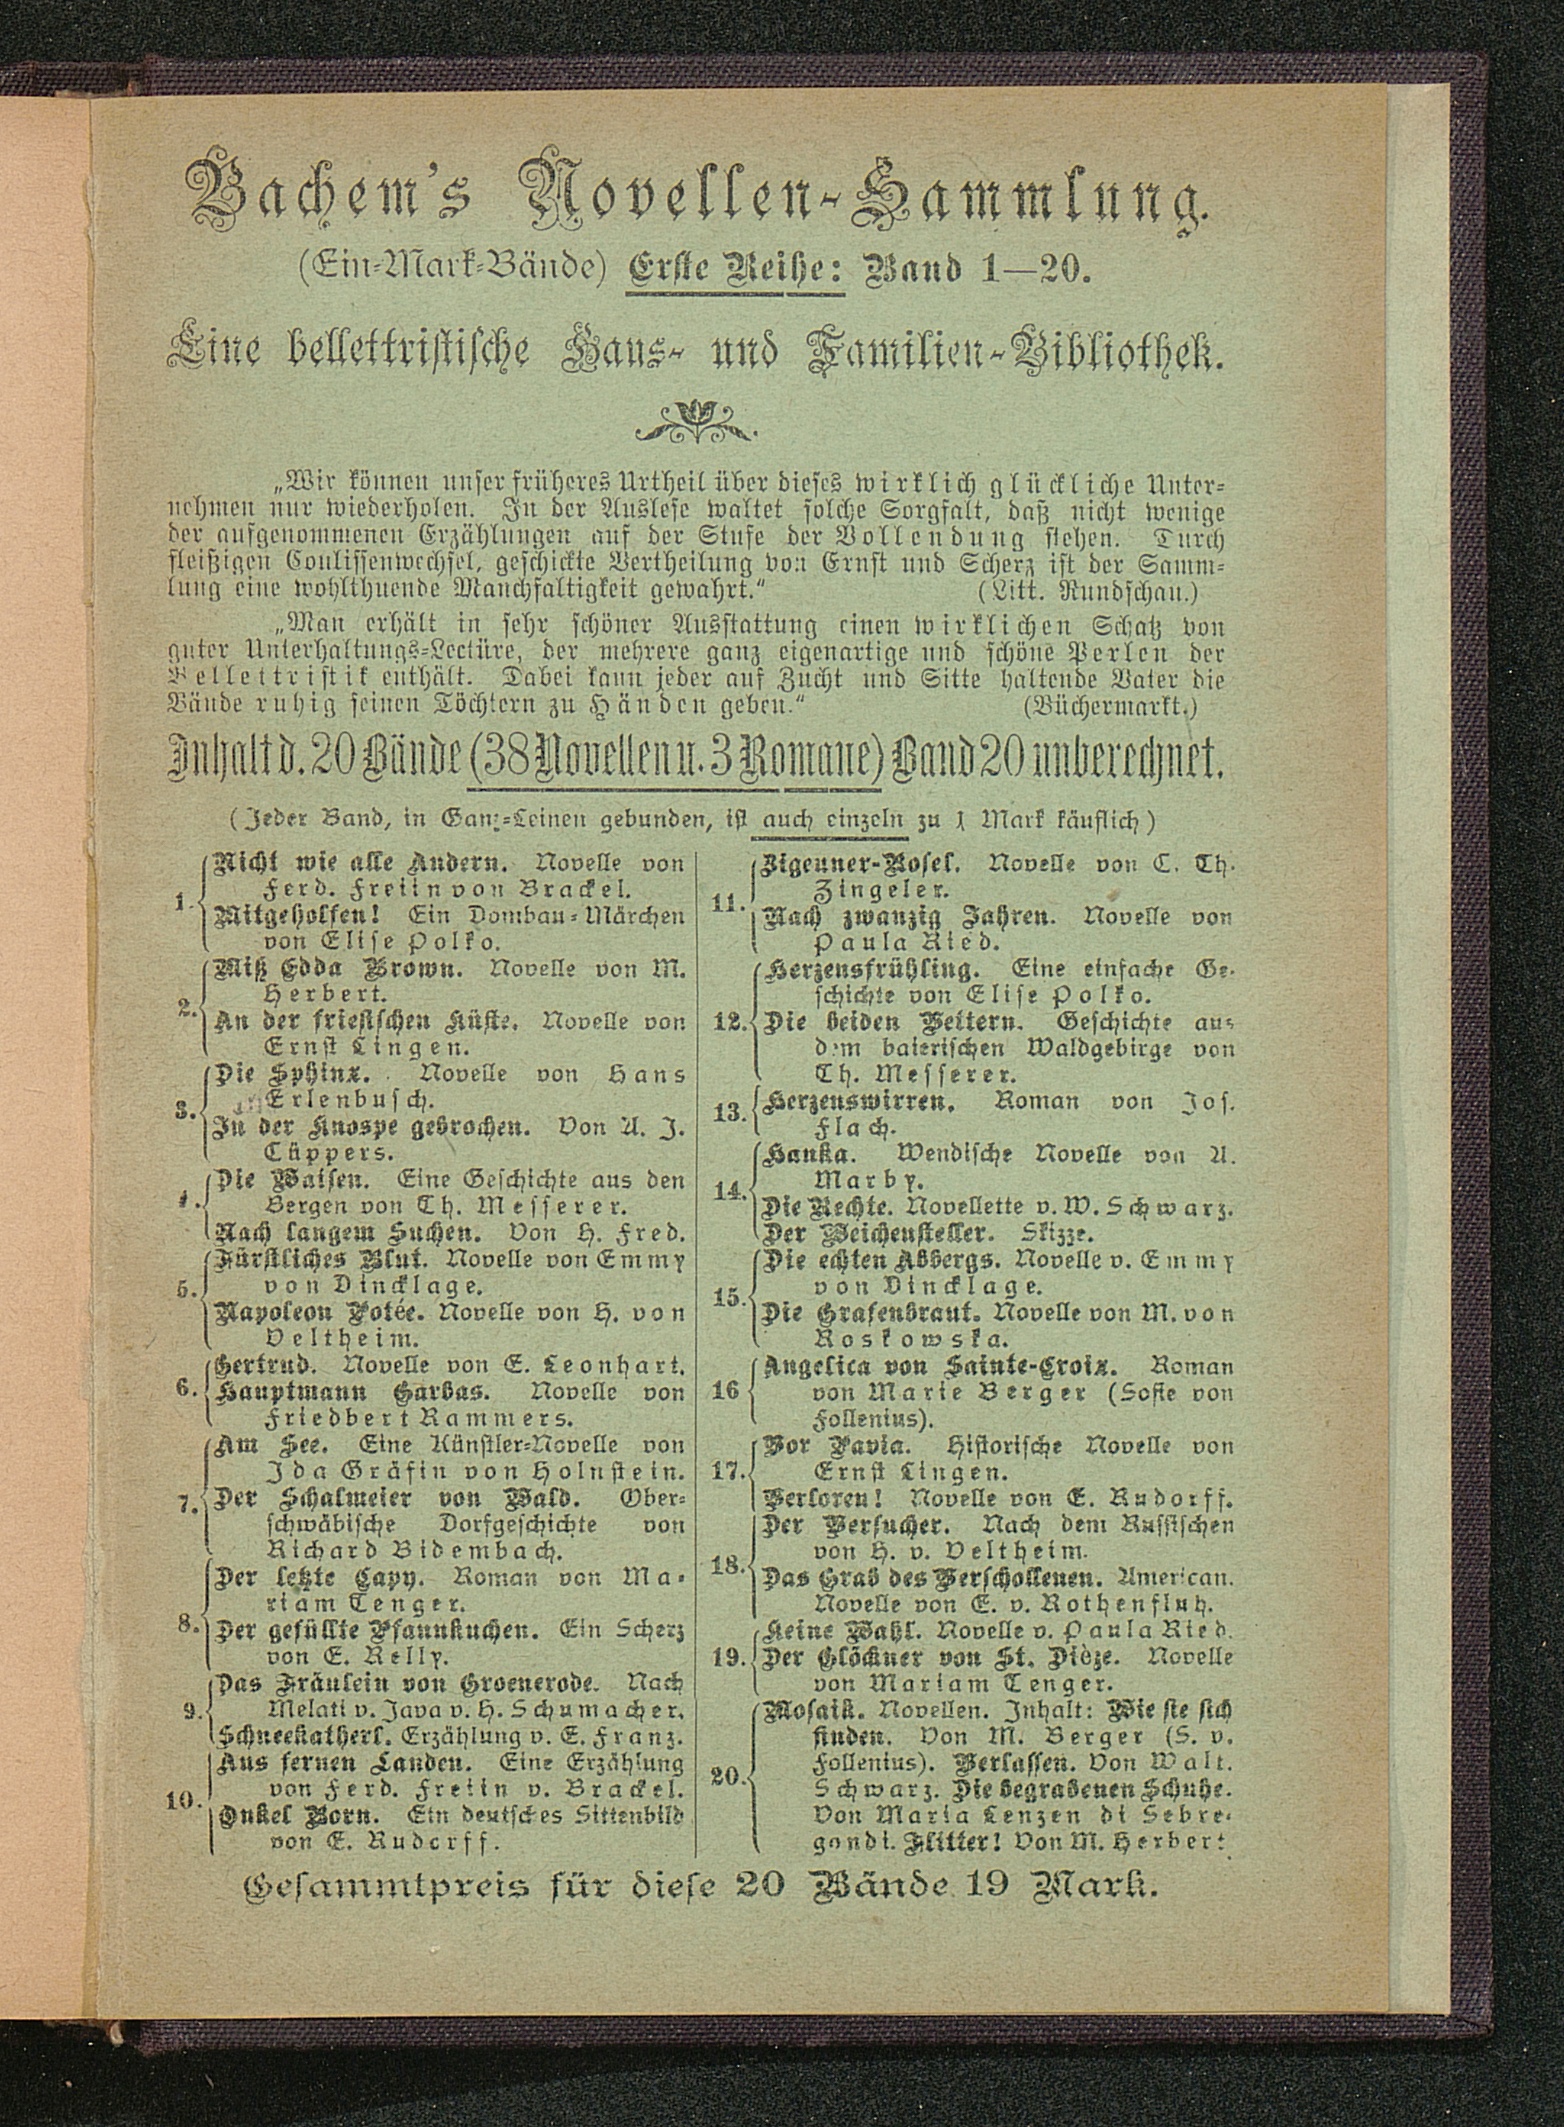 Bachem's Novellen-Sammlung.
(Ein-Mark-Bände) Erste Reihe: Band 1—20.
Eine bellettristische Haus- und Familien-Bibliothek.
„Wir können unser früheres Urtheil über dieses wirklich glückliche Unter-
nehmen nur wiederholen. In der Auslese waltet solche Sorgfalt, daß nicht wenige
der aufgenommenen Erzählungen auf der Stufe der Vollendung stehen. Durch
fleißigen Coulissenwechsel, geschickte Vertheilung von Ernst und Scherz ist der Samm-
lung eine wohlthuende Manchfaltigkeit gewahrt.“ (Litt. Rundschau.)
„Man erhält in sehr schöner Ausstattung einen wirklichen Schatz von
guter Unterhaltungs-Lectüre, der mehrere ganz eigenartige und schöne Perlen der
Bellettristik enthält. Dabei kann jeder auf Zucht und Sitte haltende Vater die
Bände ruhig seinen Töchtern zu Händen geben.“ (Büchermarkt.)
Inhalt d. 20 Bände (38 Novellen u. 3 Romane) Band 20 unberechnet.
(Jeder Band, in Ganz-Leinen gebunden, ist auch einzeln zu 1 Mark käuflich)
1. Nicht wie alle Andern. Novelle von
Ferd. Freiin von Brackel.
Mitgeholfen! Ein Dombau-Märchen
von Elise Polko.
2. Miß Edda Brown. Novelle von M.
Herbert.
An der friesischen Küste. Novelle von
Ernst Lingen.
3. Die Sphinx. Novelle von Hans
Erlenbusch.
In der Knospe gebrochen. Von A. J.
Cüppers.
4. Die Waisen. Eine Geschichte aus den
Bergen von Th. Messerer.
Nach langem Suchen. Von H. Fred.
5. Fürstliches Blut. Novelle von Emmy
von Dincklage.
Napoleon Potée. Novelle von H. von
Veltheim.
6. Gertrud. Novelle von E. Leonhart.
Hauptmann Garbas. Novelle von
Friedbert Rammers.
7. Am See. Eine Künstler-Novelle von
Ida Gräfin von Holnstein.
Der Schalmeier von Wald. Ober-
schwäbische Dorfgeschichte von
Richard Bidembach.
8. Der letzte Capy. Roman von Ma-
riam Tenger.
Der gefüllte Pfannkuchen. Ein Scherz
von E. Kelly.
9. Das Fräulein von Groenerode. Nach
Melati v. Java v. H. Schumacher.
Schneekatherl. Erzählung v. E. Franz.
10. Aus fernen Landen. Eine Erzählung
von Ferd. Freiin v. Brackel.
Onkel Born. Ein deutsches Sittenbild
von E. Rudorff.
11. Zigeuner-Rosel. Novelle von C. Th.
Zingeler.
Nach zwanzig Jahren. Novelle von
Paula Ried.
12. Herzensfrühling. Eine einfache Ge-
schichte von Elise Polko.
Die beiden Vettern. Geschichte aus
dem baierischen Waldgebirge von
Th. Messerer.
13. Herzenswirren. Roman von Jos.
Flach.
14. Hanka. Wendische Novelle von A.
Marby.
Die Rechte. Novellette v. W. Schwarz.
Der Weichensteller. Skizze.
15. Die echten Abbergs. Novelle v. Emmy
von Dincklage.
Die Grafenbraut. Novelle von M. von
Roskowska.
16 Angelica von Sainte-Croix. Roman
von Marie Berger (Sofie von
Follenius).
17. Vor Pavia. Historische Novelle von
Ernst Lingen.
Verloren! Novelle von E. Rudorff.
18. Der Versucher. Nach dem Russischen
von H. v. Veltheim.
Das Grab des Verschollenen. American.
Novelle von E. v. Rothenfluh.
19. Keine Wahl. Novelle v. Paula Ried.
Der Glöckner von St. Dièze. Novelle
von Mariam Tenger.
20. Mosaik. Novellen. Inhalt: Wie sie sich
finden. Von M. Berger (S. v.
Follenius). Verlassen. Von Walt.
Schwarz. Die begrabenen Schuhe.
Von Maria Lenzen di Sebre-
gondi. Flitter! Von M. Herbert.
Gesammtpreis für diese 20 Bände 19 Mark.